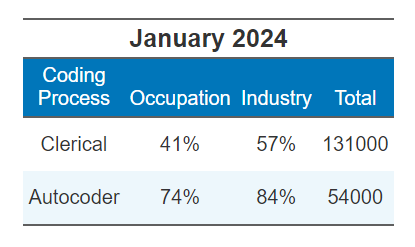 January 2024
Coding
Process Occupation Industry Total
Clerical 41% 57% 131000
Autocoder 74% 84% 54000